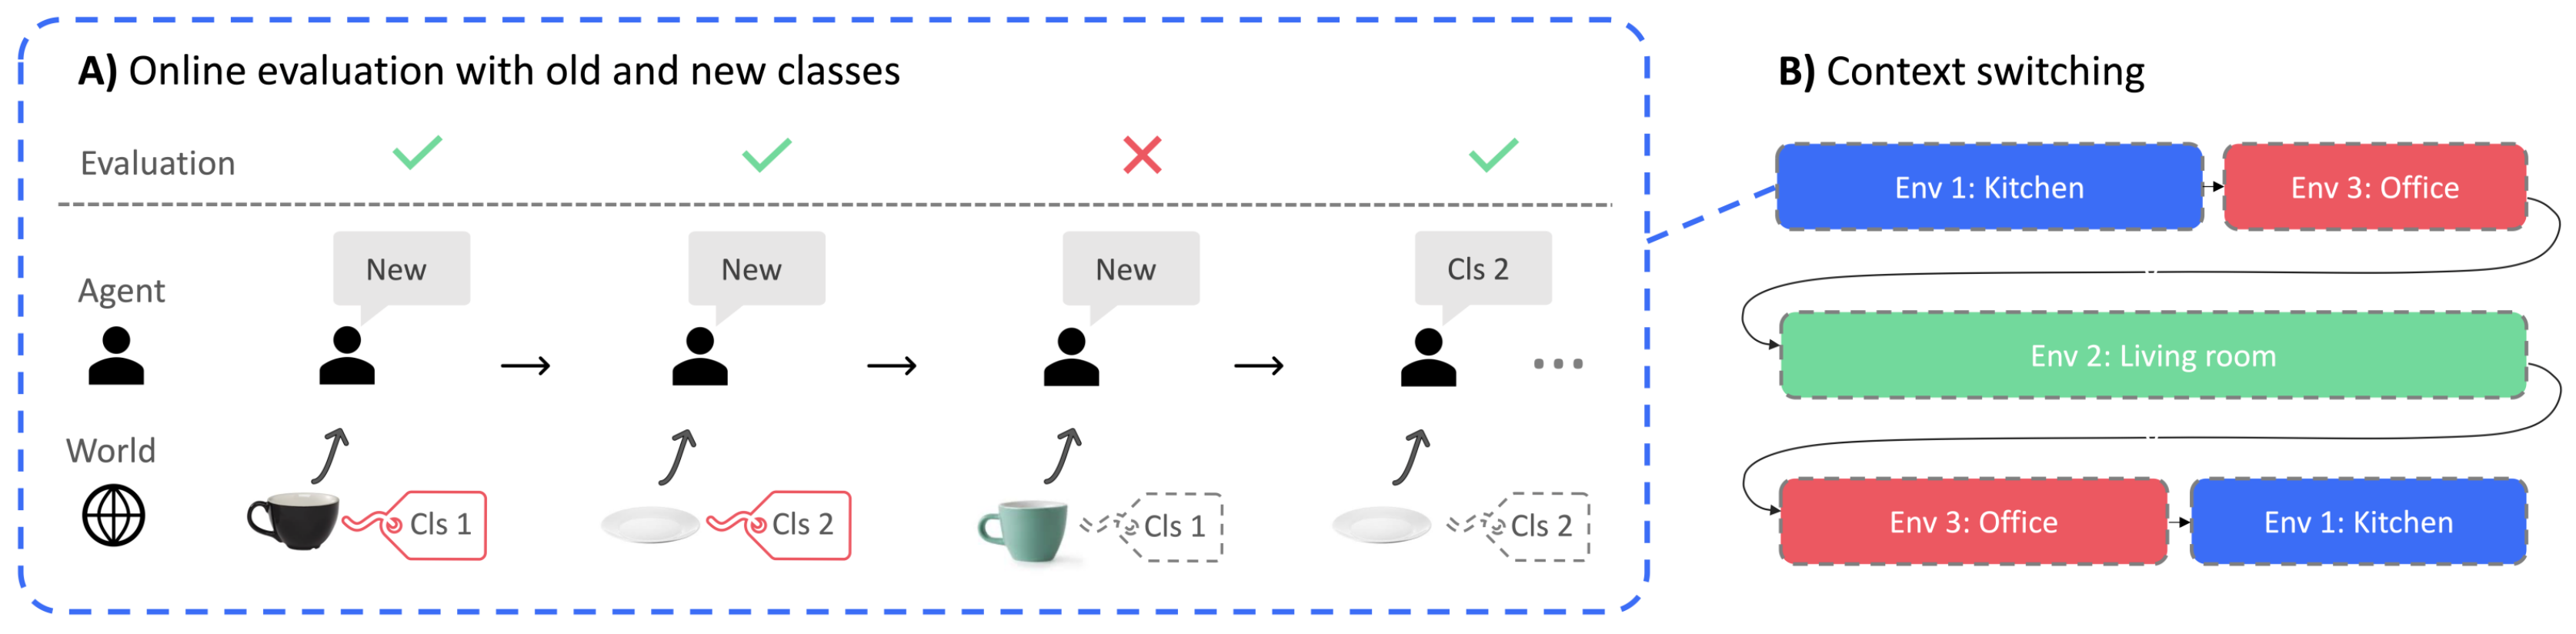 A) Online evaluation with old and new classes
Evaluation
Agent
New
New
New
Cls 2
World
Cls 1
Cls 2
Cls 1
Cls 2
B) Context switching
Env 1: Kitchen
Env 3: Office
Env 2: Living room
Env 3: Office
Env 1: Kitchen